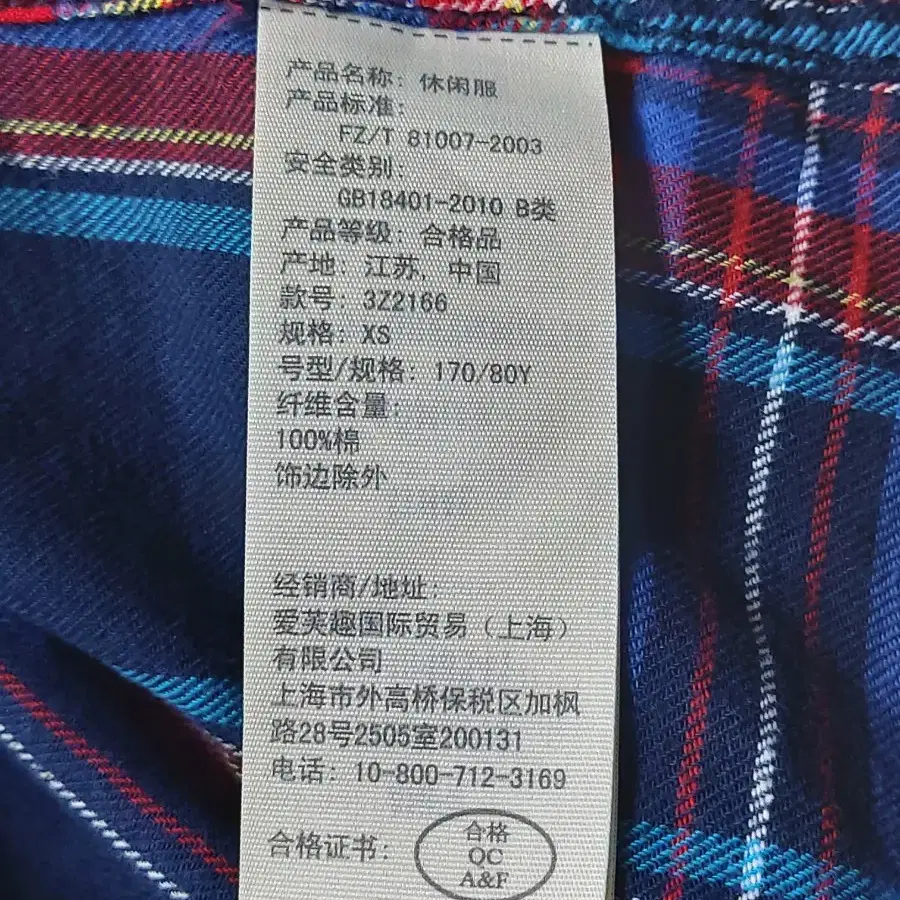 产品名称: 休闲服
产品标准:
FZ/T 81007-2003
安全类别:
GB18401-2010 B类
产品等级: 合格品
产地: 江苏, 中国
款号: 3Z2166
规格: XS
号型/规格: 170/80Y
纤维含量:
100%棉
饰边除外
经销商/地址:
爱芙趣国际贸易（上海）
有限公司
上海市外高桥保税区加枫
路28号2505室200131
电话: 10-800-712-3169
合格证书:
合格
QC
A&F